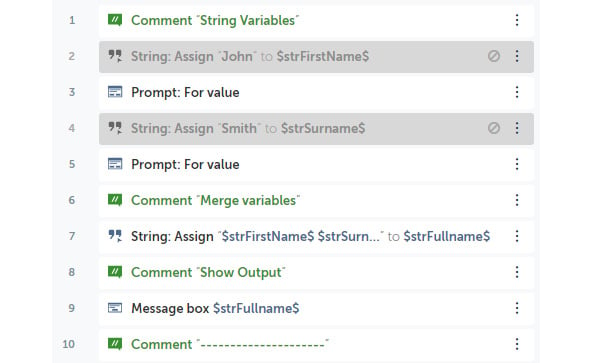 1 Comment "String Variables"
2 String: Assign "John" to $strFirstName$
3 Prompt: For value
4 String: Assign "Smith" to $strSurname$
5 Prompt: For value
6 Comment "Merge variables"
7 String: Assign "$strFirstName$ $strSurn..." to $strFullname$
8 Comment "Show Output"
9 Message box $strFullname$
10 Comment "--------------------"